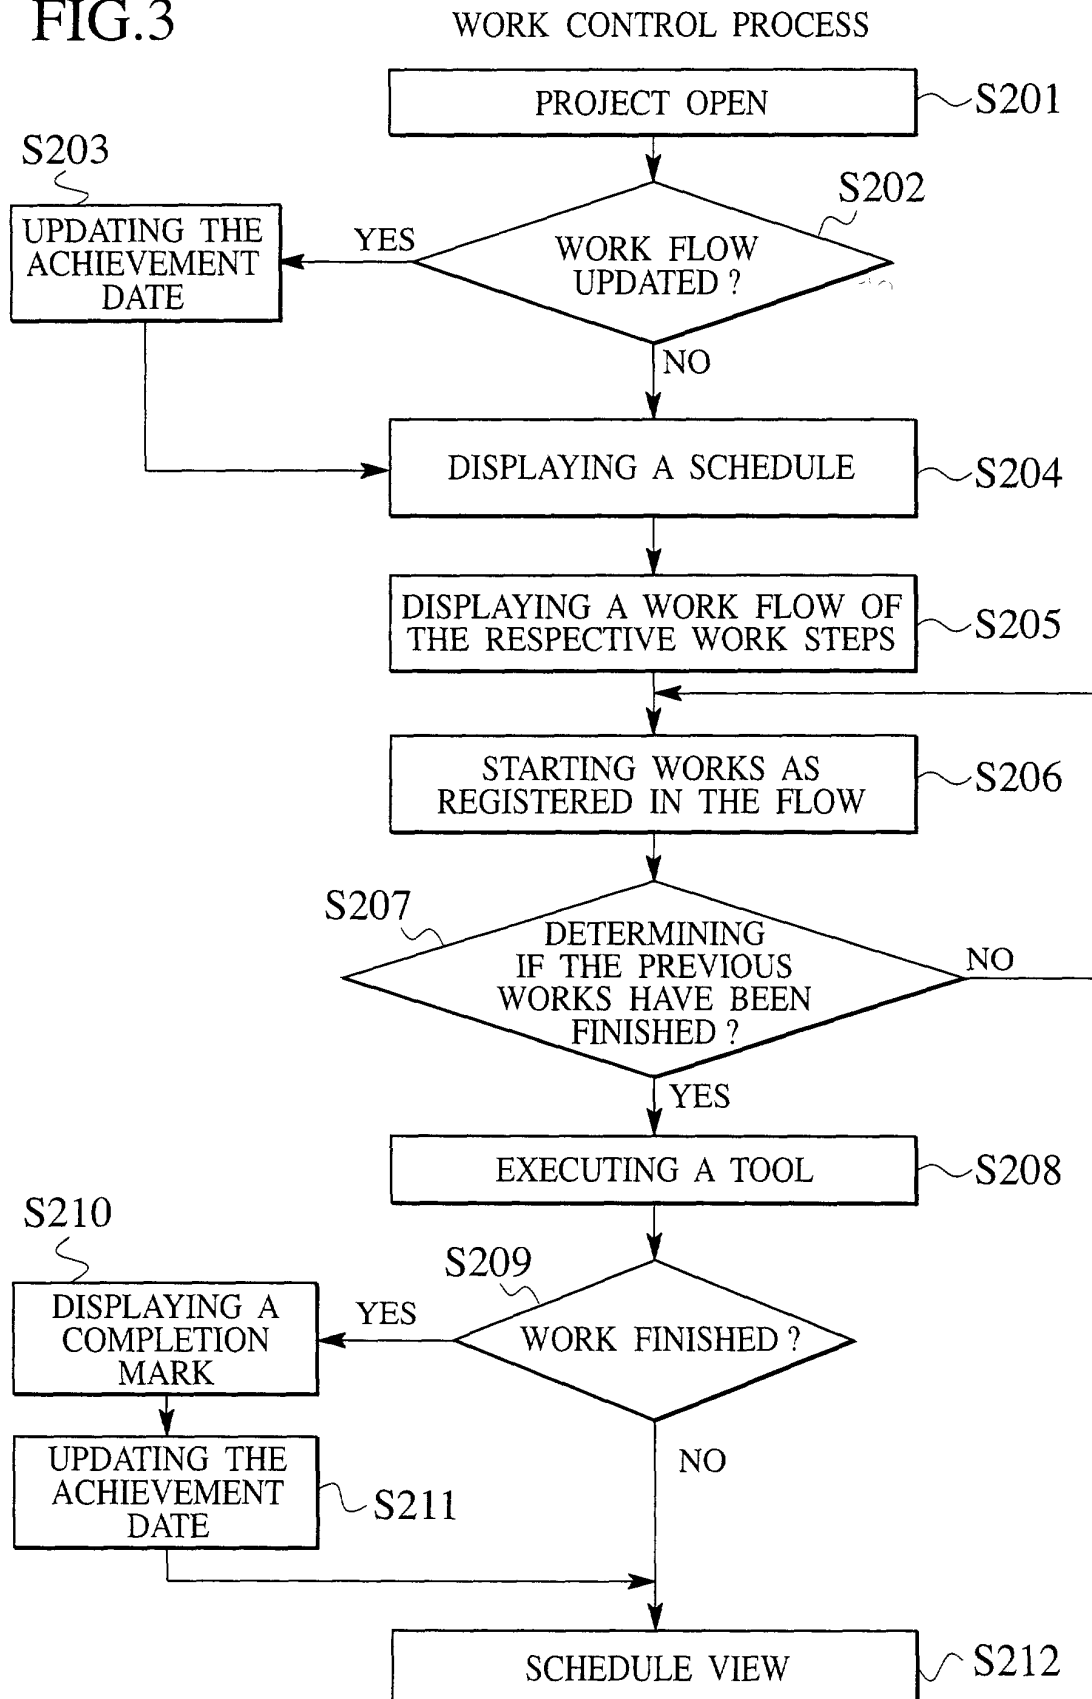 FIG.3
WORK CONTROL PROCESS
PROJECT OPEN
S201
S203
S202
UPDATING THE
ACHIEVEMENT
DATE
YES
WORK FLOW
UPDATED ?
NO
DISPLAYING A SCHEDULE
S204
DISPLAYING A WORK FLOW OF
THE RESPECTIVE WORK STEPS
S205
STARTING WORKS AS
REGISTERED IN THE FLOW
S206
S207
DETERMINING
IF THE PREVIOUS
WORKS HAVE BEEN
FINISHED ?
NO
YES
EXECUTING A TOOL
S208
S210
S209
DISPLAYING A
COMPLETION
MARK
YES
WORK FINISHED ?
NO
UPDATING THE
ACHIEVEMENT
DATE
S211
SCHEDULE VIEW
S212